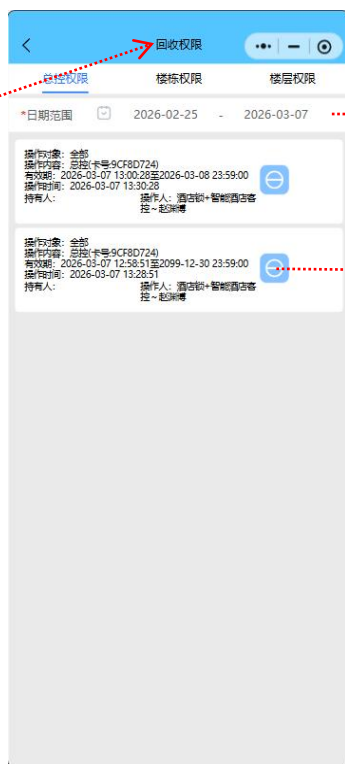 回收权限
总控权限 楼栋权限 楼层权限
*日期范围 2026-02-25 - 2026-03-07
操作对象：全部
操作内容：总控(卡号:9CF8D724)
有效期：2026-03-07 13:00:28至2026-03-08 23:59:00
操作时间：2026-03-07 13:30:28
持有人： 操作人：酒店锁+智能酒店客
控~赵渊博
操作对象：全部
操作内容：总控(卡号:9CF8D724)
有效期：2026-03-07 12:58:51至2099-12-30 23:59:00
操作时间：2026-03-07 13:28:51
持有人： 操作人：酒店锁+智能酒店客
控~赵渊博